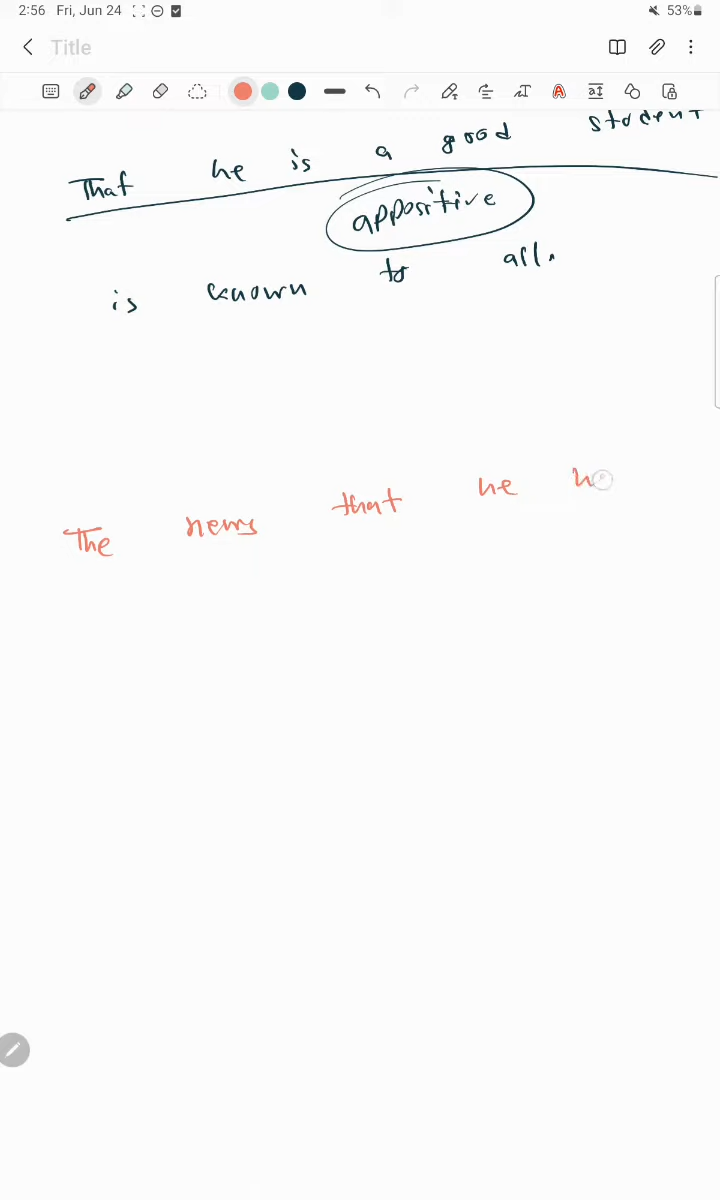 2:56 Fri, Jun 24 53%
Title
That he is a good student
appositive
is known to all.
The news that he